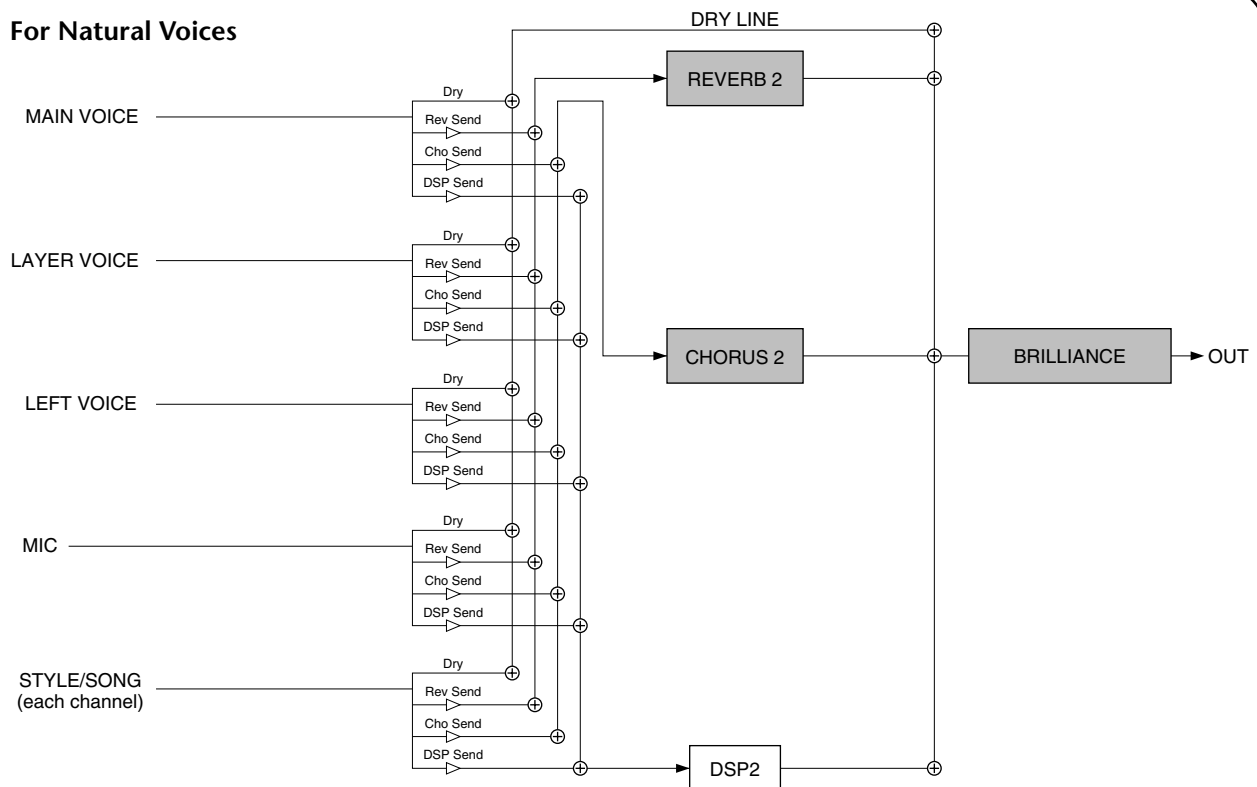 For Natural Voices
DRY LINE
REVERB 2
MAIN VOICE
Dry
Rev Send
Cho Send
DSP Send
LAYER VOICE
Dry
Rev Send
Cho Send
DSP Send
CHORUS 2
BRILLIANCE
OUT
LEFT VOICE
Dry
Rev Send
Cho Send
DSP Send
MIC
Dry
Rev Send
Cho Send
DSP Send
STYLE/SONG
(each channel)
Dry
Rev Send
Cho Send
DSP Send
DSP2